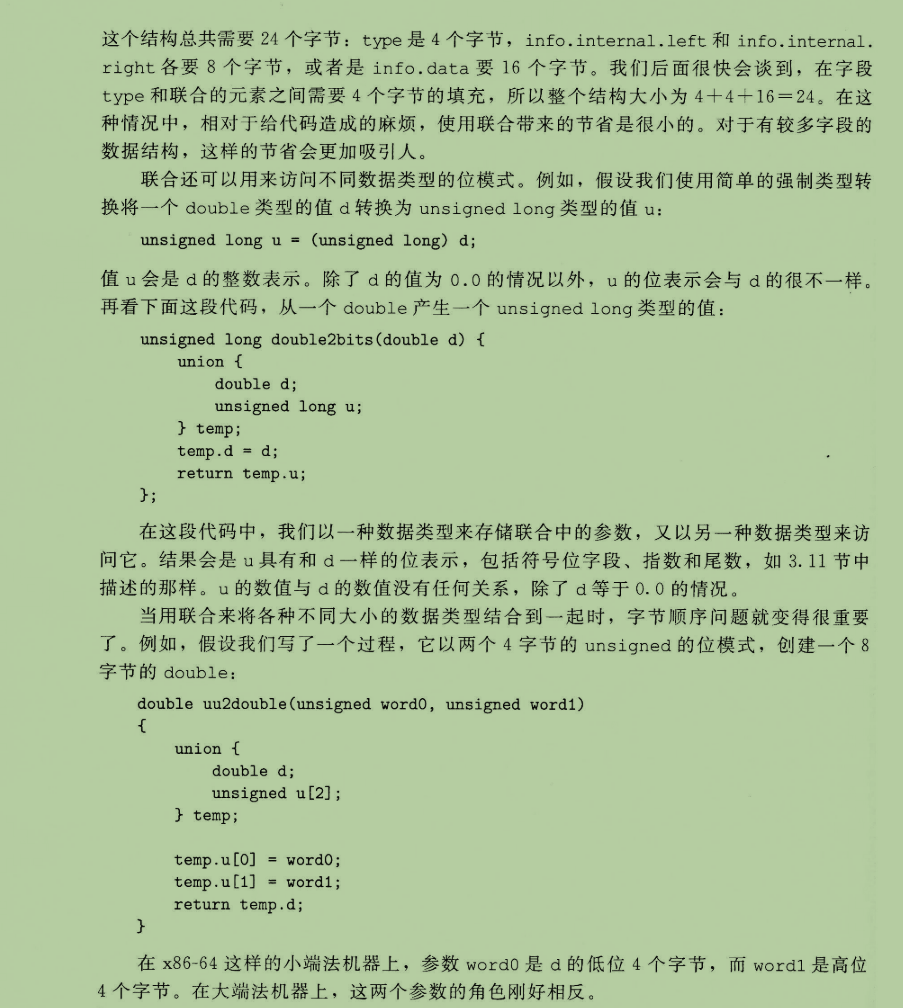 这个结构总共需要 24 个字节：type 是 4 个字节，info.internal.left 和 info.internal.
right 各要 8 个字节，或者是 info.data 要 16 个字节。我们后面很快会谈到，在字段
type 和联合的元素之间需要 4 个字节的填充，所以整个结构大小为 4＋4＋16＝24。在这
种情况中，相对于给代码造成的麻烦，使用联合带来的节省是很小的。对于有较多字段的
数据结构，这样的节省会更加吸引人。
联合还可以用来访问不同数据类型的位模式。例如，假设我们使用简单的强制类型转
换将一个 double 类型的值 d 转换为 unsigned long 类型的值 u：
unsigned long u = (unsigned long) d;
值 u 会是 d 的整数表示。除了 d 的值为 0.0 的情况以外，u 的位表示会与 d 的很不一样。
再看下面这段代码，从一个 double 产生一个 unsigned long 类型的值：
unsigned long double2bits(double d) {
union {
double d;
unsigned long u;
} temp;
temp.d = d;
return temp.u;
};
在这段代码中，我们以一种数据类型来存储联合中的参数，又以另一种数据类型来访
问它。结果会是 u 具有和 d 一样的位表示，包括符号位字段、指数和尾数，如 3.11 节中
描述的那样。u 的数值与 d 的数值没有任何关系，除了 d 等于 0.0 的情况。
当用联合来将各种不同大小的数据类型结合到一起时，字节顺序问题就变得很重要
了。例如，假设我们写了一个过程，它以两个 4 字节的 unsigned 的位模式，创建一个 8
字节的 double：
double uu2double(unsigned word0, unsigned word1)
{
union {
double d;
unsigned u[2];
} temp;
temp.u[0] = word0;
temp.u[1] = word1;
return temp.d;
}
在 x86-64 这样的小端法机器上，参数 word0 是 d 的低位 4 个字节，而 word1 是高位
4 个字节。在大端法机器上，这两个参数的角色刚好相反。